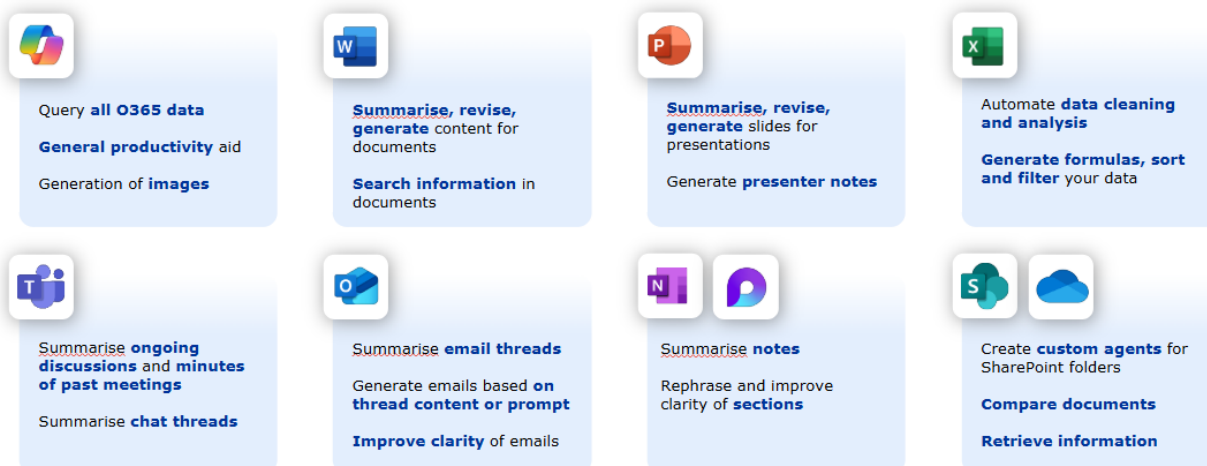 Query all O365 data
General productivity aid
Generation of images
W
Summarise, revise,
generate content for
documents
Search information in
documents
P
Summarise, revise,
generate slides for
presentations
Generate presenter notes
X
Automate data cleaning
and analysis
Generate formulas, sort
and filter your data
T
Summarise ongoing
discussions and minutes
of past meetings
Summarise chat threads
O
Summarise email threads
Generate emails based on
thread content or prompt
Improve clarity of emails
N
Summarise notes
Rephrase and improve
clarity of sections
S
Create custom agents for
SharePoint folders
Compare documents
Retrieve information